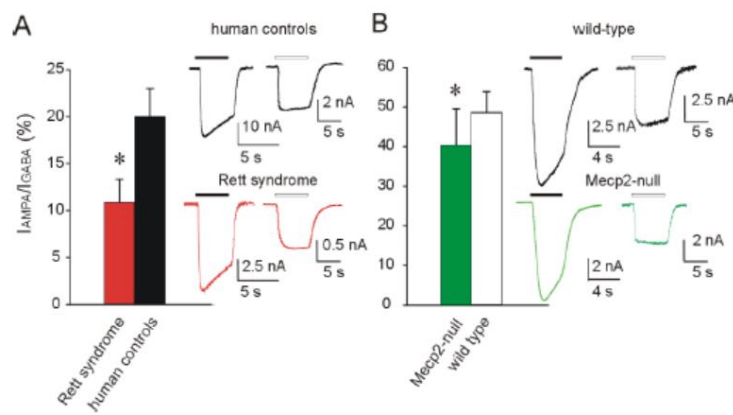 A
human controls
I_AMPA/I_GABA (%)
25
20
15
10
5
0
*
2 nA
5 s
10 nA
5 s
Rett syndrome
0.5 nA
5 s
2.5 nA
5 s
Rett syndrome
human controls
B
wild-type
60
50
40
30
20
10
0
*
2.5 nA
5 s
2.5 nA
4 s
Mecp2-null
2 nA
4 s
2 nA
5 s
Mecp2-null
wild type